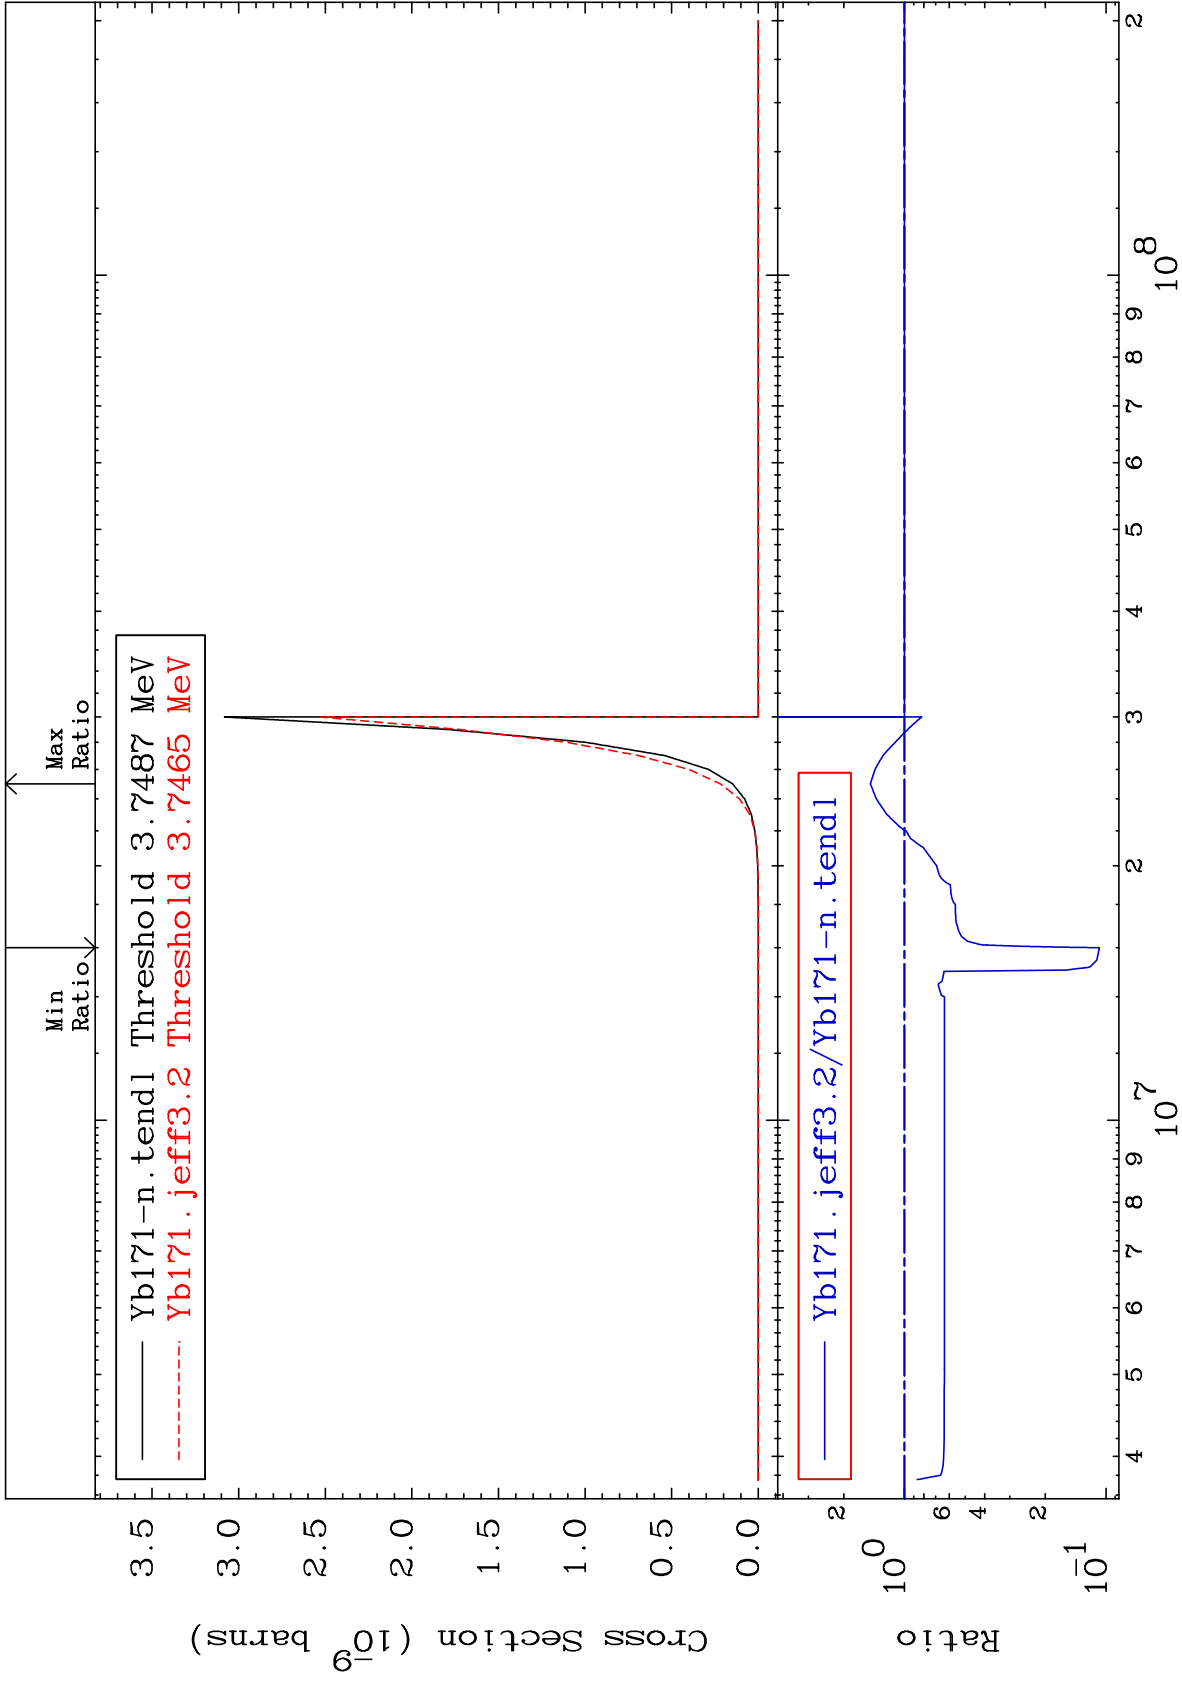 Min
Ratio
Max
Ratio
Yb171-n.tendl Threshold 3.7487 MeV
Yb171.jeff3.2 Threshold 3.7465 MeV
3.5
3.0
2.5
2.0
1.5
1.0
0.5
0.0
Cross Section (10⁻⁹ barns)
Yb171.jeff3.2/Yb171-n.tendl
2
10⁰
6
4
2
10⁻¹
Ratio
4 5 6 7 8 9 10⁷ 2 3 4 5 6 7 8 9 10⁸ 2